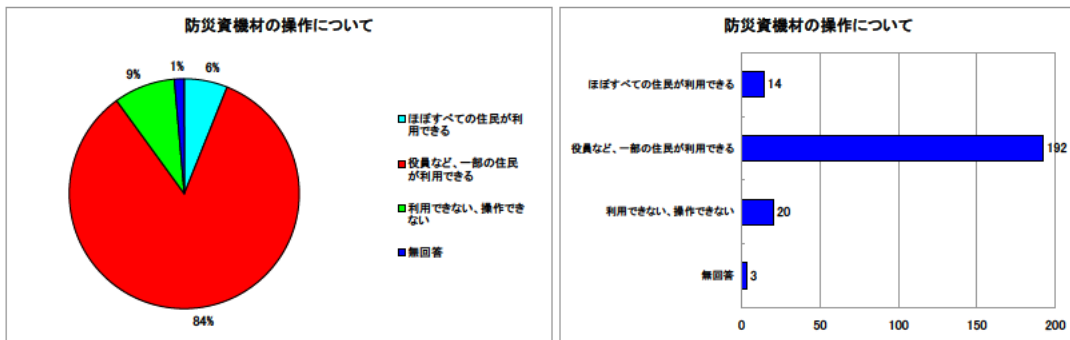 防災資機材の操作について
9%
1%
6%
84%
ほぼすべての住民が利
用できる
役員など、一部の住民
が利用できる
利用できない、操作でき
ない
無回答
防災資機材の操作について
ほぼすべての住民が利用できる
14
役員など、一部の住民が利用できる
192
利用できない、操作できない
20
無回答
3
0
50
100
150
200